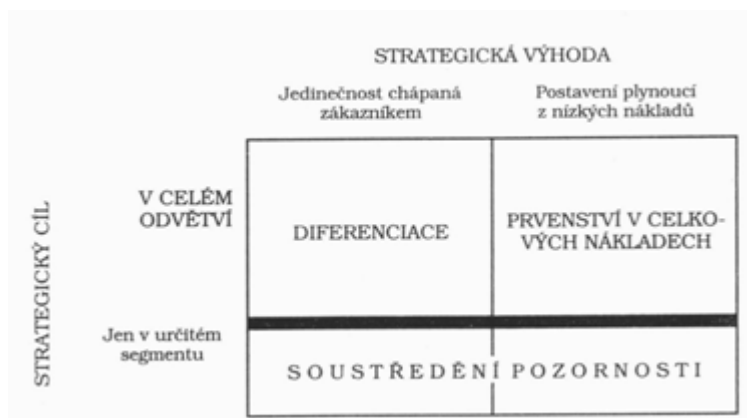 STRATEGICKÁ VÝHODA
Jedinečnost chápaná
zákazníkem
Postavení plynoucí
z nízkých nákladů
STRATEGICKÝ CÍL
V CELÉM
ODVĚTVÍ
DIFERENCIACE
PRVENSTVÍ V CELKO-
VÝCH NÁKLADECH
Jen v určitém
segmentu
SOUSTŘEDĚNÍ POZORNOSTI